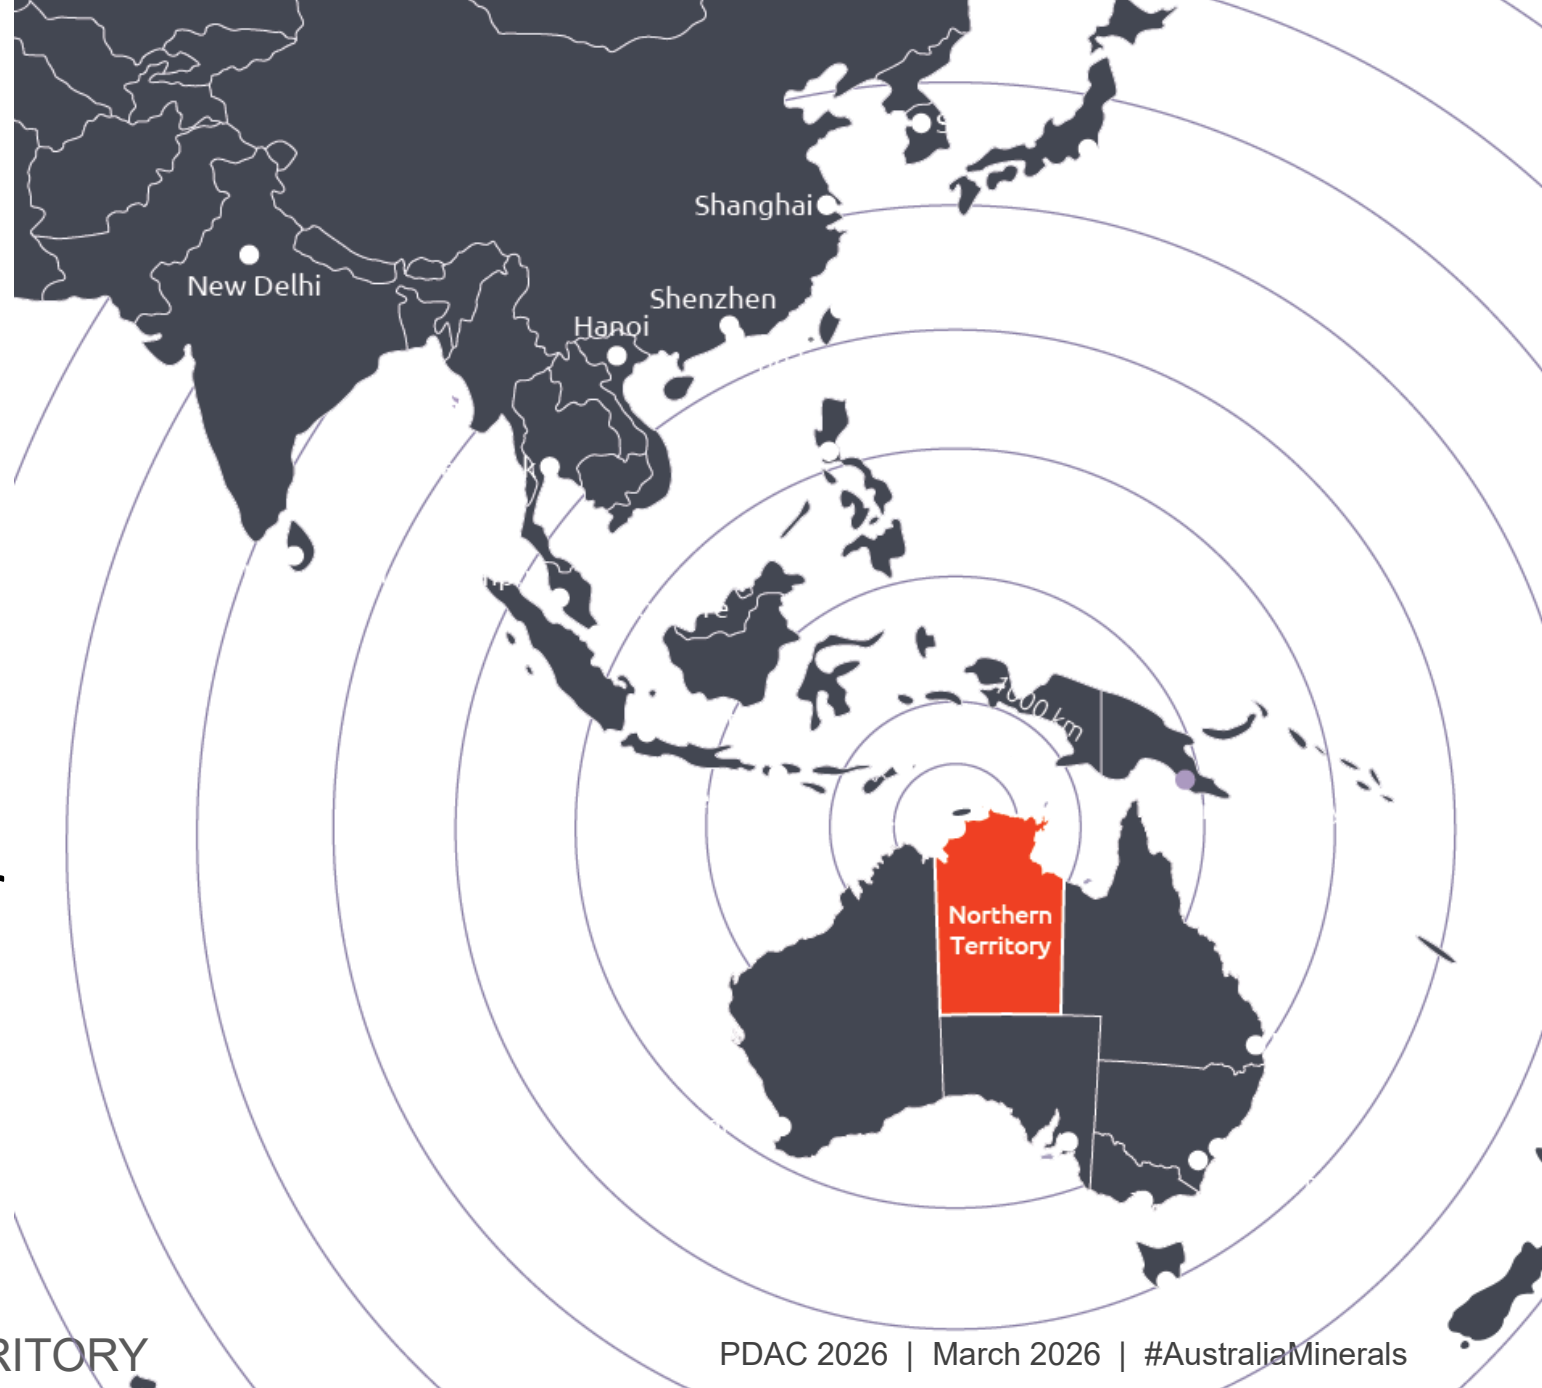 Shanghai
New Delhi
Shenzhen
Hanoi
1000 km
Northern
Territory
RITORY
PDAC 2026 | March 2026 | #AustraliaMinerals